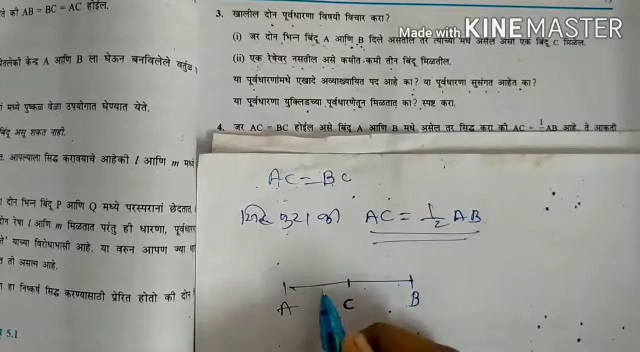 ते की AB = BC = AC होईल.
केन्द्र A आणि B ला घेऊन बनविलेले वर्तुळ
मध्ये पुष्कळ वेळा उपयोगात घेण्यात येते.
बिंदू असू शकत नाही.
आपल्याला सिद्ध करावयाचे आहेकी l आणि m मध्ये
दोन भिन्न बिंदू P आणि Q मध्ये परस्परानां छेदतात
रेषा l आणि m मिळतात परंतु ही धारणा,
च्या विरोधाभासी आहे. या वरुन आपण ज्या
ती असत्य आहे.
हा निष्कर्ष सिद्ध करण्यासाठी प्रेरित होतो की दोन
5.1
3. खालील दोन पूर्वधारणा विषयी विचार करा?
(i) जर दोन भिन्न बिंदू A आणि B दिले असतील तर त्यांच्या मध असेल असा एक बिंदू C मिळेल.
(ii) एक रेषेवर नसतील असे कमीत-कमी तीन बिंदू मिळतील.
या पूर्वधारणांमधे एखादे अव्याख्यायित पद आहे का? या पूर्वधारणा सुसंगत आहेत का?
या पूर्वधारणा युक्लिडच्या पूर्वधारणेतून मिळतात का? स्पष्ट करा.
4. जर AC = BC होईल असे बिंदू A आणि B मधे असेल तर सिद्ध करा की AC = 1/2 AB आहे. ते आकृती
Made with KINEMASTER
AC = BC
सिद्ध करा की AC = 1/2 AB
A C B